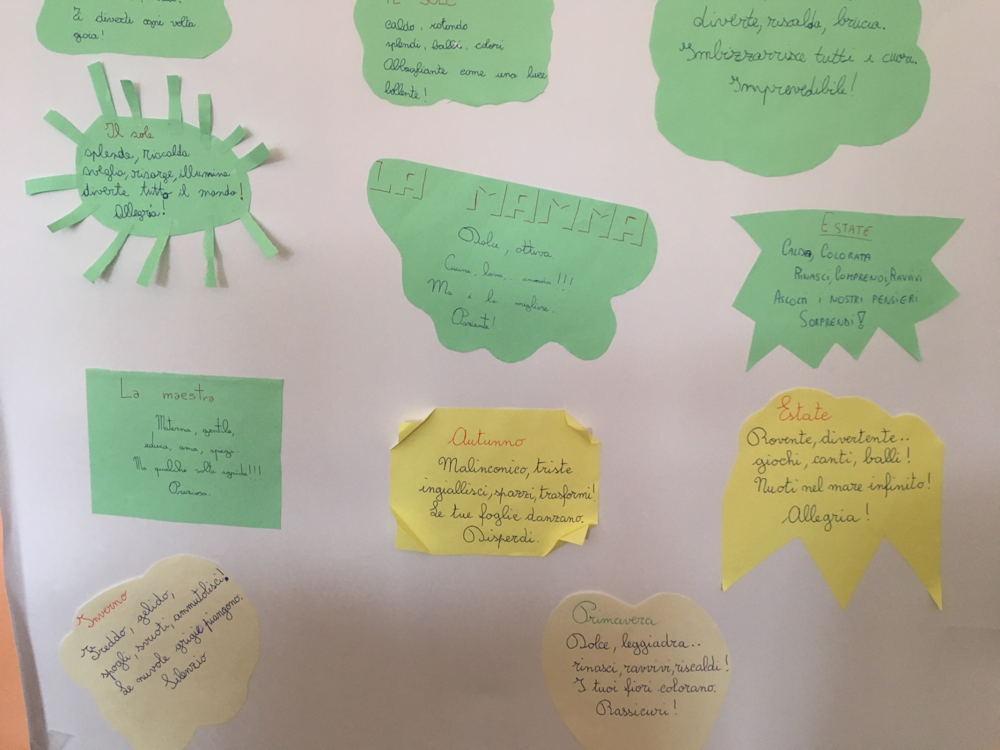 Ti diverte ogni volta.
gioia!
IL SOLE
caldo, rotondo
splendi, balli, colori
Abbagliante come una luce
bollente!
diverte, riscalda, brucia.
Imbizzarrisce tutti i cuori.
Imprevedibile!
Il sole
splende, riscalda
sveglia, risorge, illumina
diverte tutto il mondo!
Allegria!
LA MAMMA
Dolce, attiva.
Cucina, lava,.... annoia!!!
Ma è la migliore..
Paziente!
ESTATE
CALDA, COLORATA
RINASCI, COMPRENDI, RAVVIVI
ASCOLTI I NOSTRI PENSIERI
SORPRENDI!
La maestra
Materna, gentile,
educa, ama, spiega.
Ma qualche volta sgrida!!!
Preziosa.
Autunno
Malinconico, triste
ingiallisci, spazzi, trasformi!
Le tue foglie danzano.
Disperdi.
Estate
Rovente, divertente..
giochi, canti, balli!
Nuoti nel mare infinito!
Allegria!
Inverno
Freddo, gelido,
spogli, svuoti, ammutolisci!
Le nuvole grigie piangono.
Silenzio
Primavera
Dolce, leggiadra..
rinasci, ravvivi, riscaldi!
I tuoi fiori colorano.
Rassicuri!